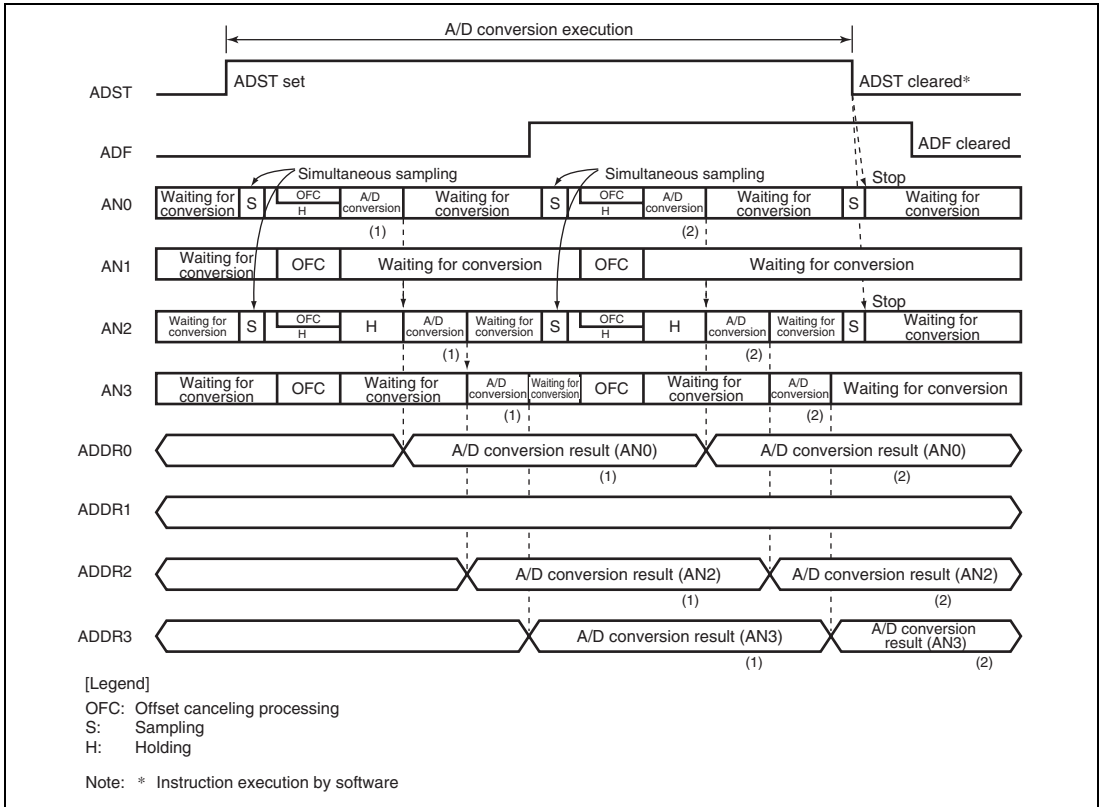 A/D conversion execution
ADST
ADST set
ADST cleared*
ADF
ADF cleared
Simultaneous sampling
Simultaneous sampling
Stop
AN0
Waiting for conversion
S
OFC
H
A/D conversion
Waiting for conversion
S
OFC
H
A/D conversion
Waiting for conversion
S
Waiting for conversion
(1)
(2)
AN1
Waiting for conversion
OFC
Waiting for conversion
OFC
Waiting for conversion
Stop
AN2
Waiting for conversion
S
OFC
H
H
A/D conversion
Waiting for conversion
S
OFC
H
H
A/D conversion
Waiting for conversion
S
Waiting for conversion
(1)
(2)
AN3
Waiting for conversion
OFC
Waiting for conversion
A/D conversion
Waiting for conversion
OFC
Waiting for conversion
A/D conversion
Waiting for conversion
(1)
(2)
ADDR0
A/D conversion result (AN0)
A/D conversion result (AN0)
(1)
(2)
ADDR1
ADDR2
A/D conversion result (AN2)
A/D conversion result (AN2)
(1)
(2)
ADDR3
A/D conversion result (AN3)
A/D conversion
result (AN3)
(1)
(2)
[Legend]
OFC: Offset canceling processing
S: Sampling
H: Holding
Note: * Instruction execution by software